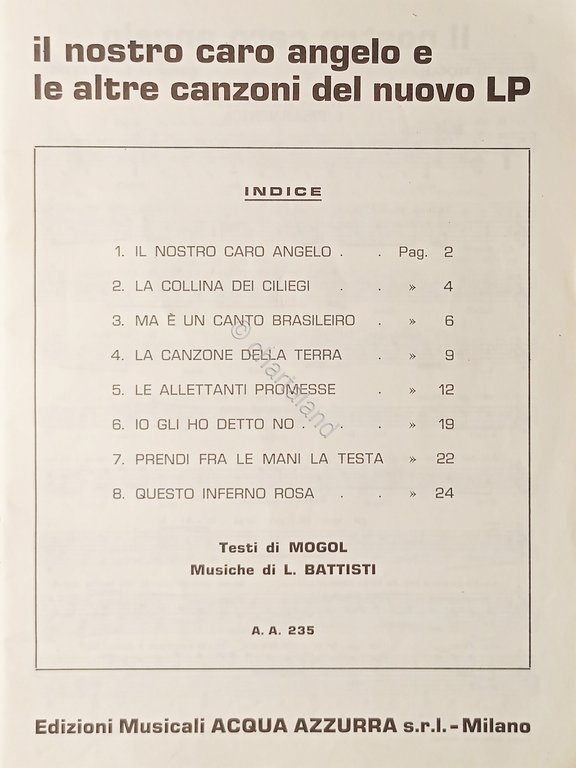 il nostro caro angelo e
le altre canzoni del nuovo LP
INDICE
1. IL NOSTRO CARO ANGELO . . Pag. 2
2. LA COLLINA DEI CILIEGI . . » 4
3. MA È UN CANTO BRASILEIRO . » 6
4. LA CANZONE DELLA TERRA . » 9
5. LE ALLETTANTI PROMESSE . » 12
6. IO GLI HO DETTO NO . . . » 19
7. PRENDI FRA LE MANI LA TESTA » 22
8. QUESTO INFERNO ROSA . . » 24
© chartaland
Testi di MOGOL
Musiche di L. BATTISTI
A. A. 235
Edizioni Musicali ACQUA AZZURRA s.r.l. - Milano